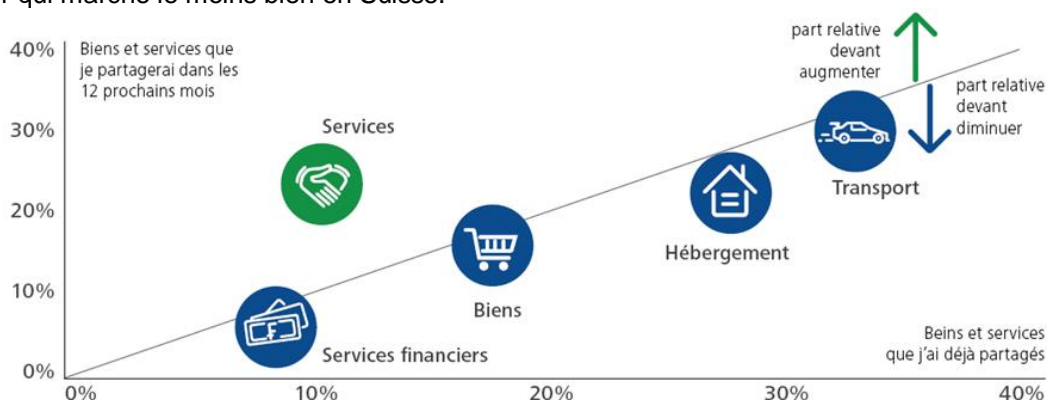 qui marche le moins bien en Suisse.
40%
Biens et services que
je partagerai dans les
12 prochains mois
part relative
devant
augmenter
part relative
devant
diminuer
30%
Services
Transport
20%
Hébergement
Biens
10%
Services financiers
Beins et services
que j'ai déjà partagés
0%
0%
10%
20%
30%
40%